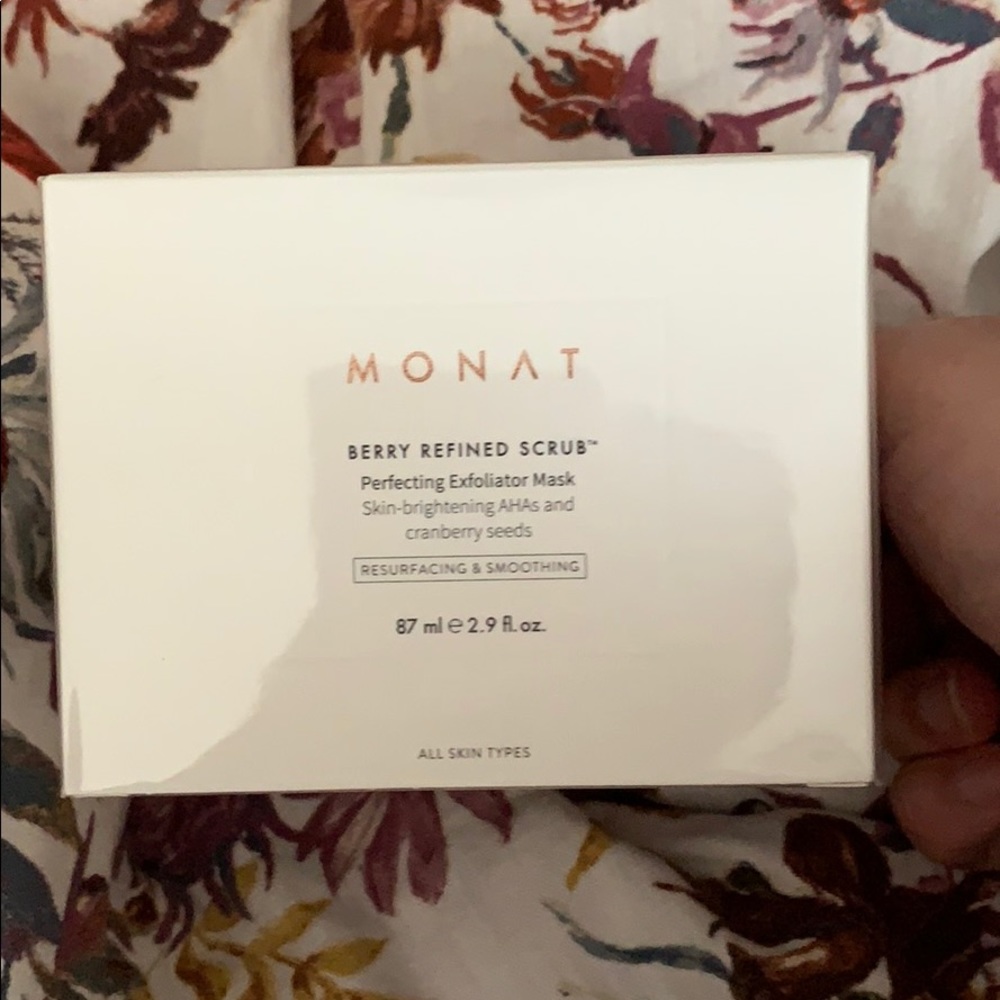 MONAT
BERRY REFINED SCRUB™
Perfecting Exfoliator Mask
Skin-brightening AHAs and
cranberry seeds
RESURFACING & SMOOTHING
87 ml ℮ 2.9 fl. oz.
ALL SKIN TYPES